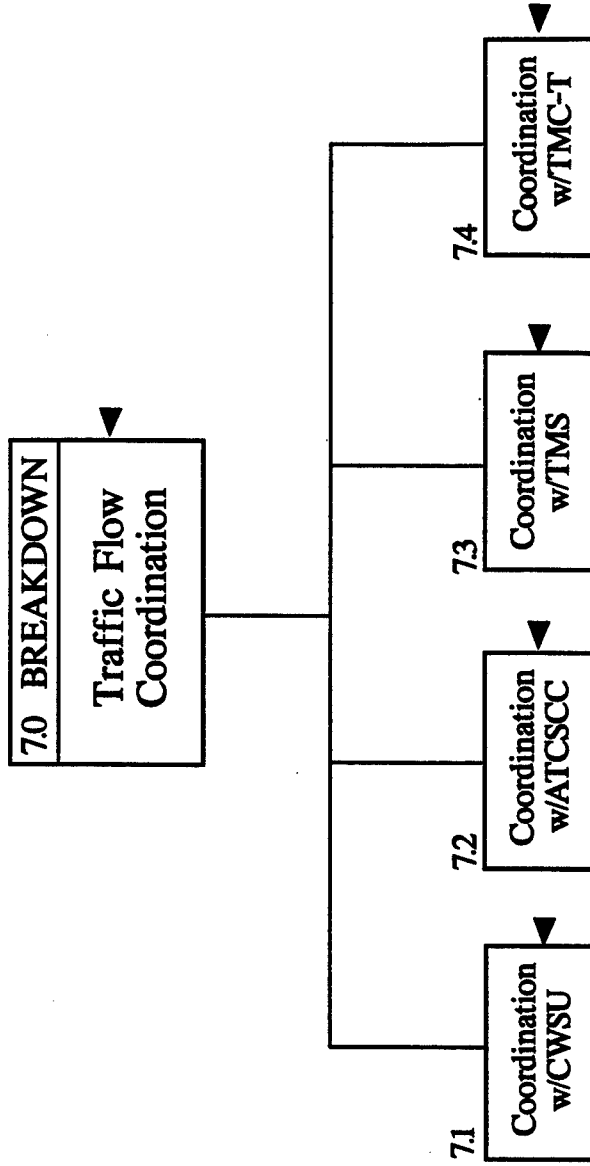 7.0 BREAKDOWN
Traffic Flow
Coordination
7.1
Coordination
w/CWSU
7.2
Coordination
w/ATCSCC
7.3
Coordination
w/TMS
7.4
Coordination
w/TMC-T